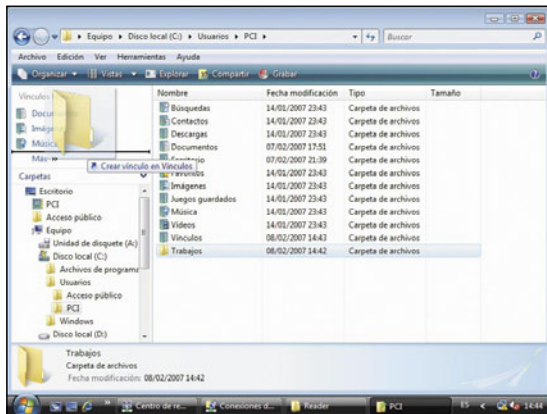 Equipo ▸ Disco local (C:) ▸ Usuarios ▸ PCI ▸
Buscar
Archivo Edición Ver Herramientas Ayuda
Organizar Vistas Explorar Compartir Grabar
Vínculos
Nombre Fecha modificación Tipo Tamaño
Búsquedas 14/01/2007 23:43 Carpeta de archivos
Contactos 14/01/2007 23:43 Carpeta de archivos
Descargas 14/01/2007 23:43 Carpeta de archivos
Documentos 07/02/2007 17:51 Carpeta de archivos
Escritorio 07/02/2007 21:39 Carpeta de archivos
Favoritos 14/01/2007 23:43 Carpeta de archivos
Imágenes 14/01/2007 23:43 Carpeta de archivos
Juegos guardados 14/01/2007 23:43 Carpeta de archivos
Música 14/01/2007 23:43 Carpeta de archivos
Vídeos 14/01/2007 23:43 Carpeta de archivos
Vínculos 08/02/2007 14:43 Carpeta de archivos
Trabajos 08/02/2007 14:42 Carpeta de archivos
Música
Más
Crear vínculo en Vínculos
Carpetas
Escritorio
PCI
Acceso público
Equipo
Unidad de disquete (A:)
Disco local (C:)
Archivos de programa
Usuarios
Acceso público
PCI
Windows
Disco local (D:)
Trabajos
Carpeta de archivos
Fecha modificación: 08/02/2007 14:42
Centro de re... Conexiones d... Reader PCI ES 14:44